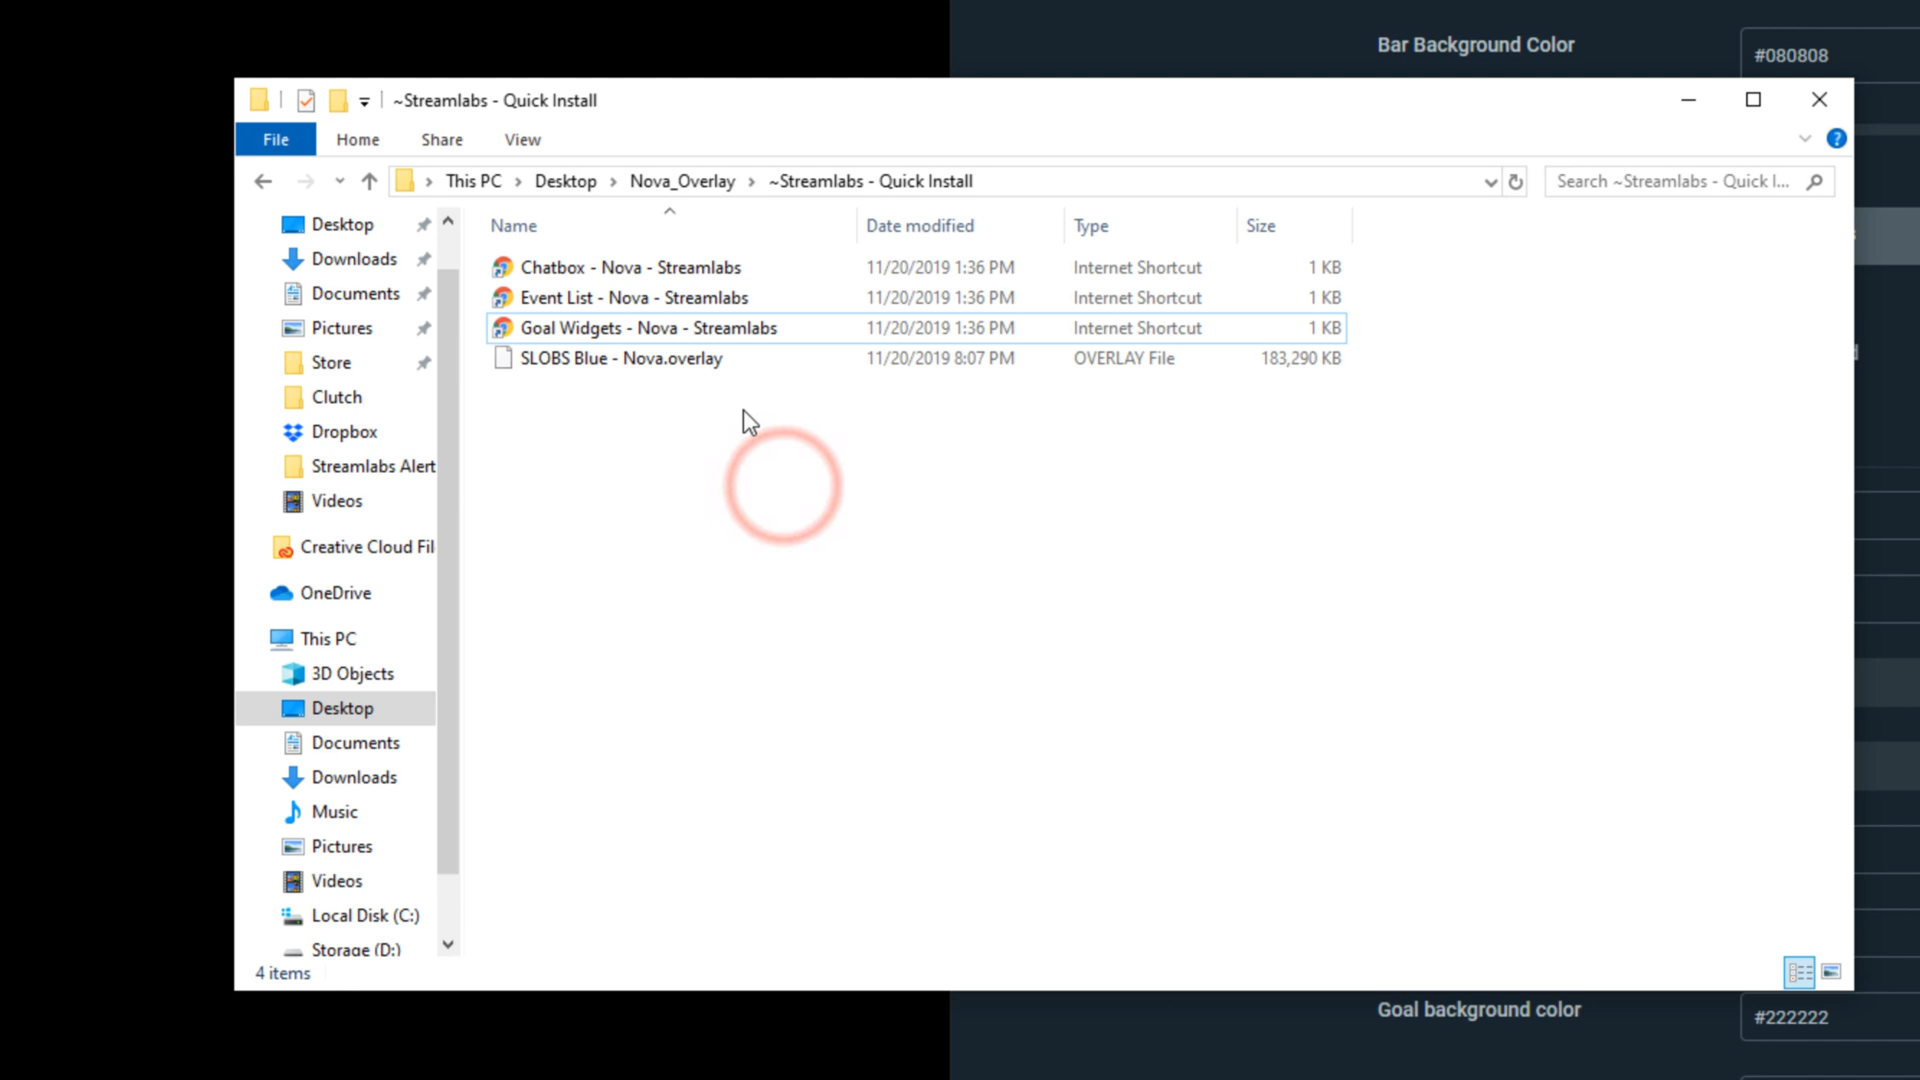 Bar Background Color
#080808
~Streamlabs - Quick Install
File
Home
Share
View
?
This PC > Desktop > Nova_Overlay > ~Streamlabs - Quick Install
Search ~Streamlabs - Quick I...
Name
Date modified
Type
Size
Chatbox - Nova - Streamlabs 11/20/2019 1:36 PM Internet Shortcut 1 KB
Event List - Nova - Streamlabs 11/20/2019 1:36 PM Internet Shortcut 1 KB
Goal Widgets - Nova - Streamlabs 11/20/2019 1:36 PM Internet Shortcut 1 KB
SLOBS Blue - Nova.overlay 11/20/2019 8:07 PM OVERLAY File 183,290 KB
Desktop
Downloads
Documents
Pictures
Store
Clutch
Dropbox
Streamlabs Alert
Videos
Creative Cloud Fil
OneDrive
This PC
3D Objects
Desktop
Documents
Downloads
Music
Pictures
Videos
Local Disk (C:)
Storage (D:)
4 items
Goal background color
#222222